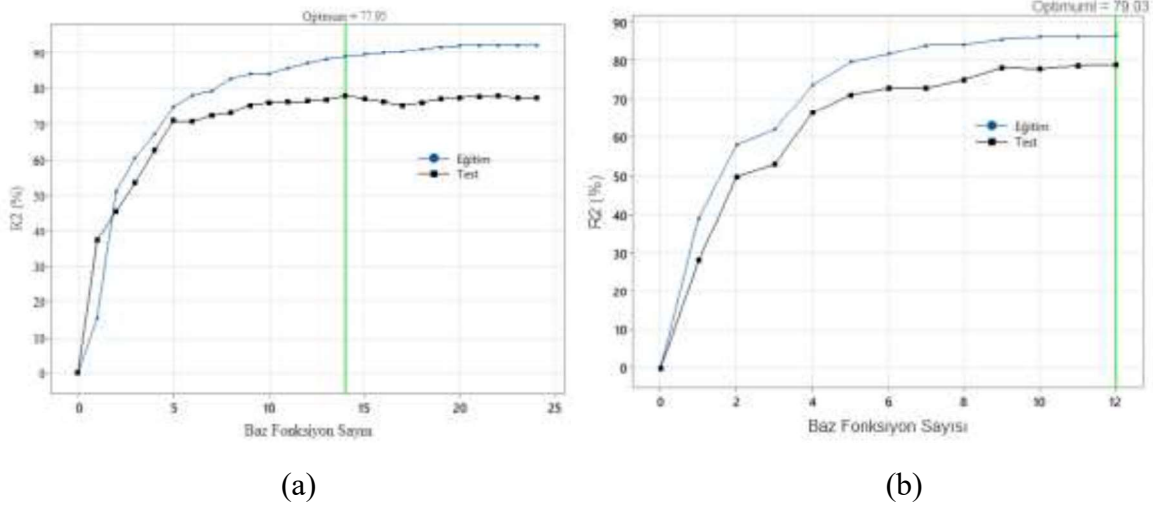 Optimum = 77.95
R2 (%)
90
80
70
60
50
40
30
20
10
0
Eğitim
Test
0 5 10 15 20 25
Baz Fonksiyon Sayısı
(a)
Optimuml = 79.03
R2 (%)
90
80
70
60
50
40
30
20
10
0
Eğitim
Test
0 2 4 6 8 10 12
Baz Fonksiyon Sayısı
(b)